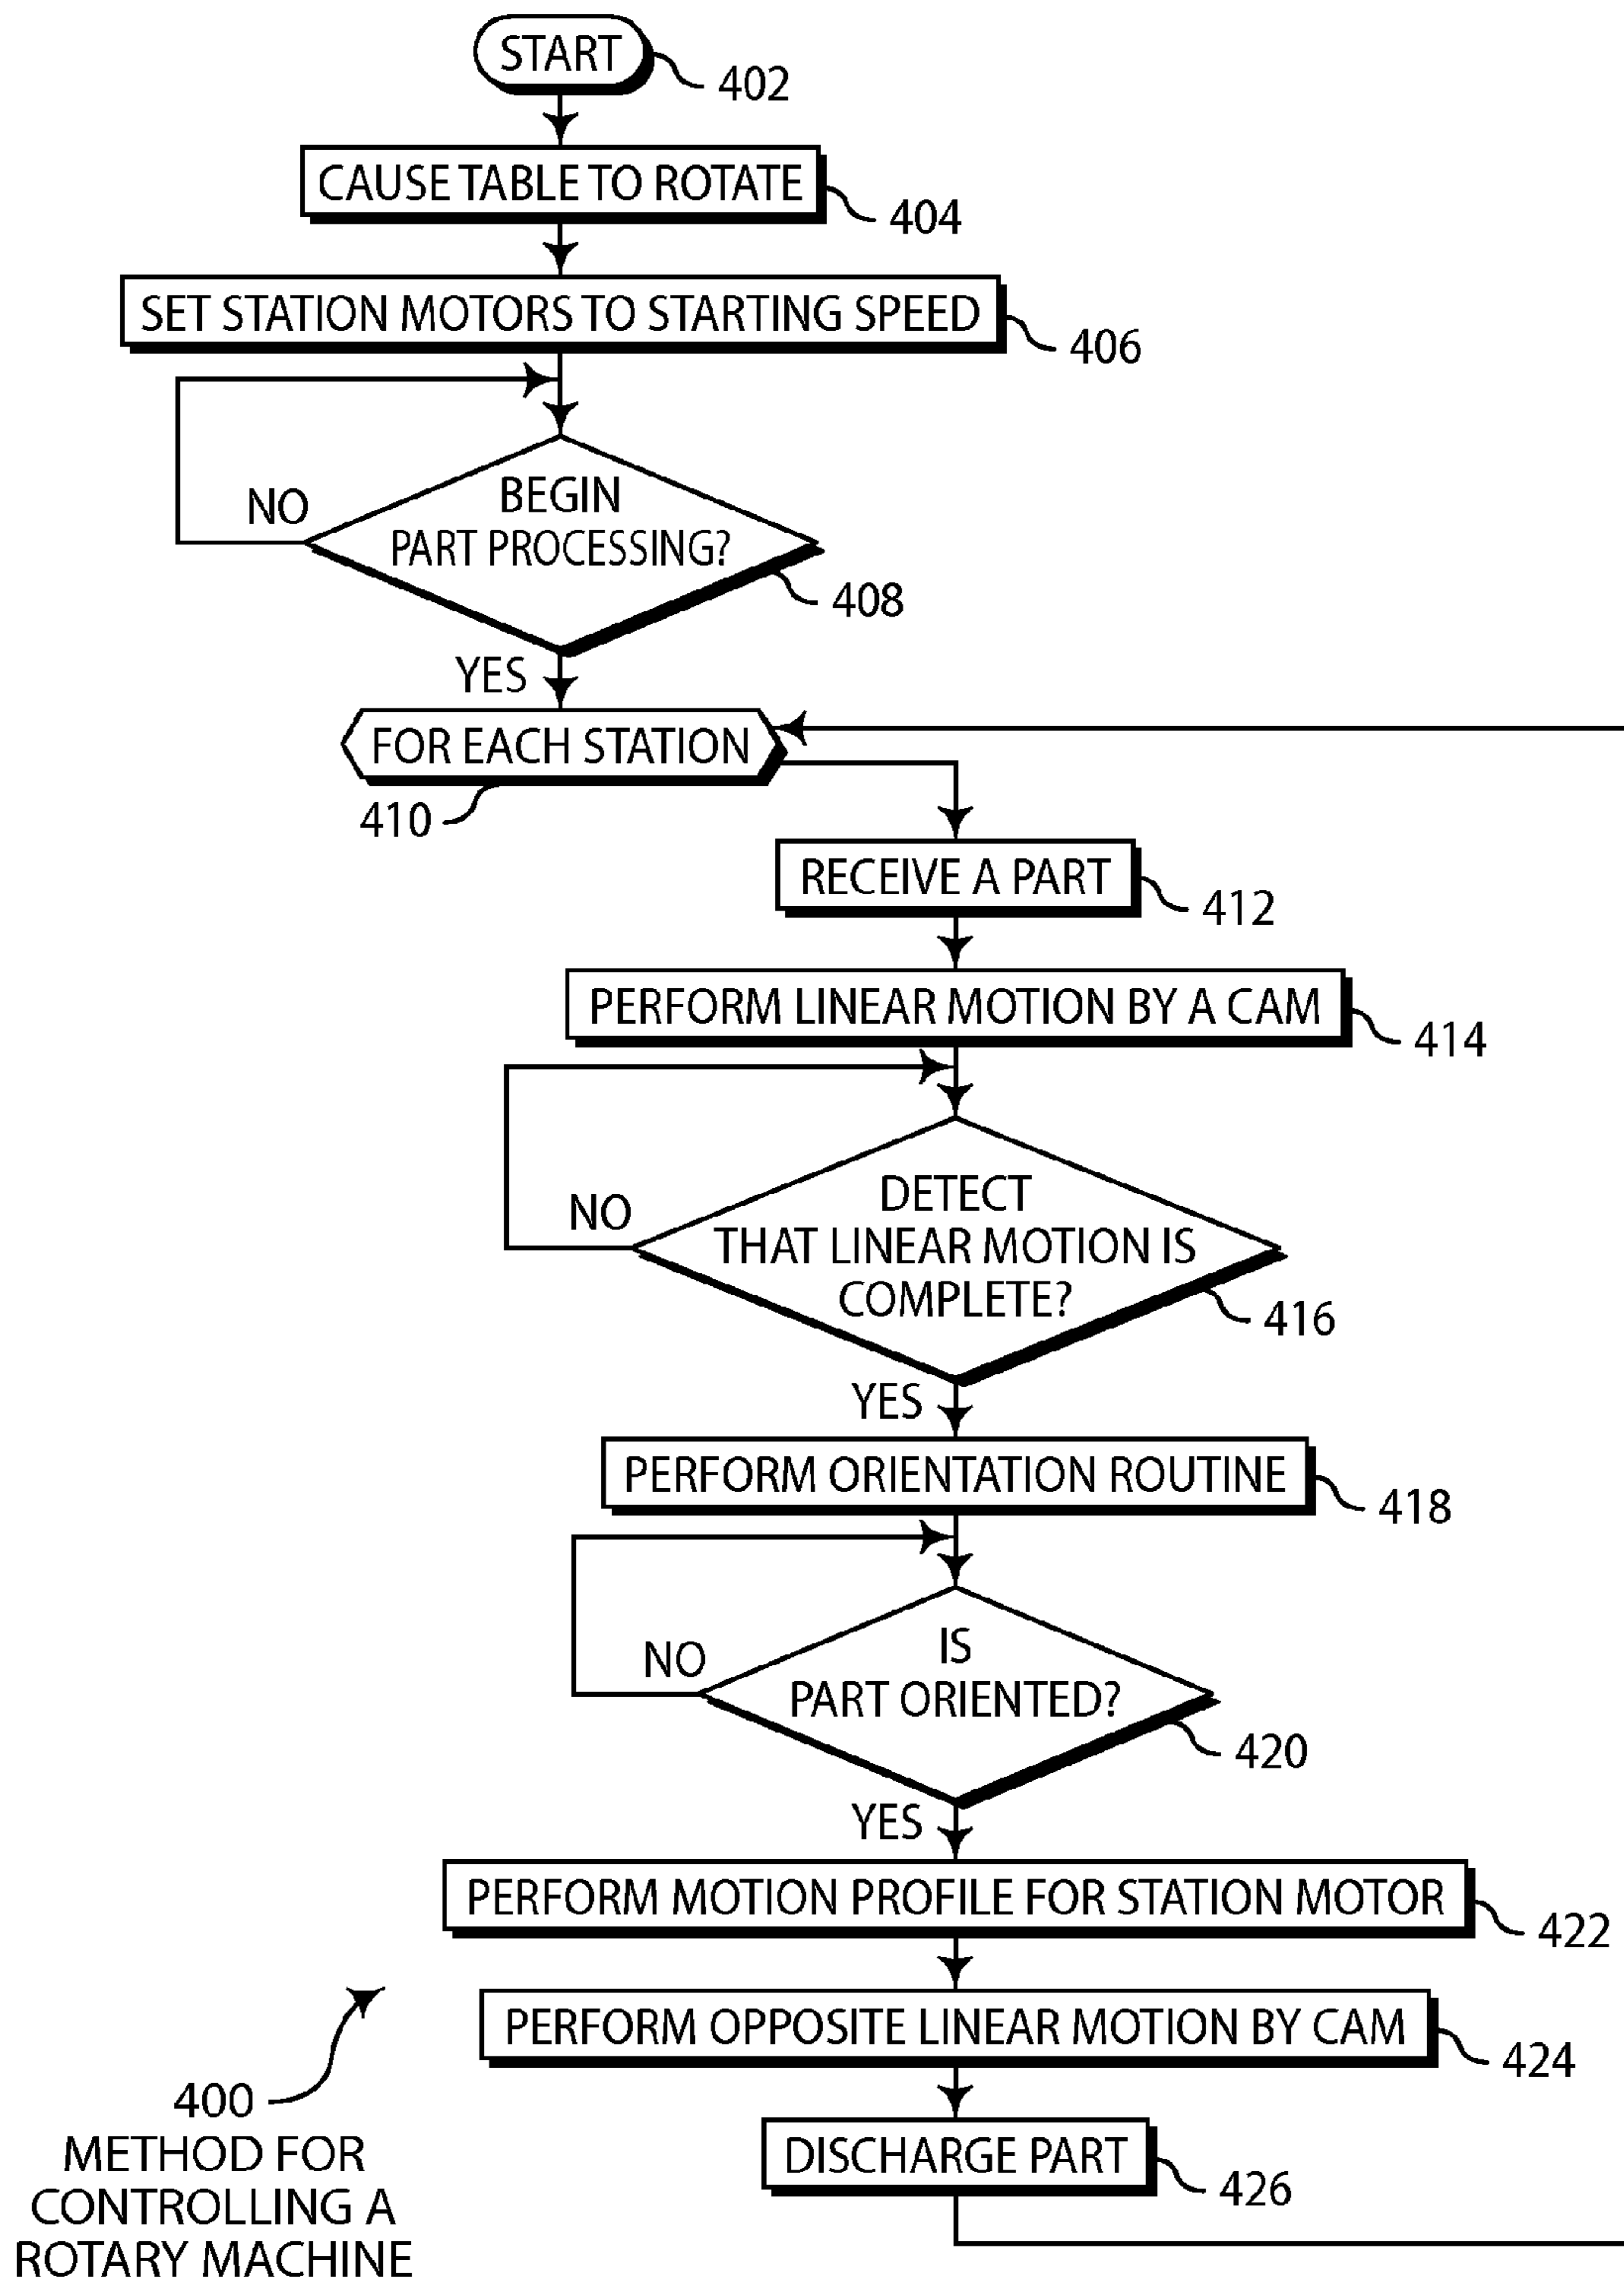 START
402
CAUSE TABLE TO ROTATE
404
SET STATION MOTORS TO STARTING SPEED
406
NO
BEGIN
PART PROCESSING?
408
YES
FOR EACH STATION
410
RECEIVE A PART
412
PERFORM LINEAR MOTION BY A CAM
414
NO
DETECT
THAT LINEAR MOTION IS
COMPLETE?
416
YES
PERFORM ORIENTATION ROUTINE
418
NO
IS
PART ORIENTED?
420
YES
PERFORM MOTION PROFILE FOR STATION MOTOR
422
PERFORM OPPOSITE LINEAR MOTION BY CAM
424
DISCHARGE PART
426
400
METHOD FOR
CONTROLLING A
ROTARY MACHINE